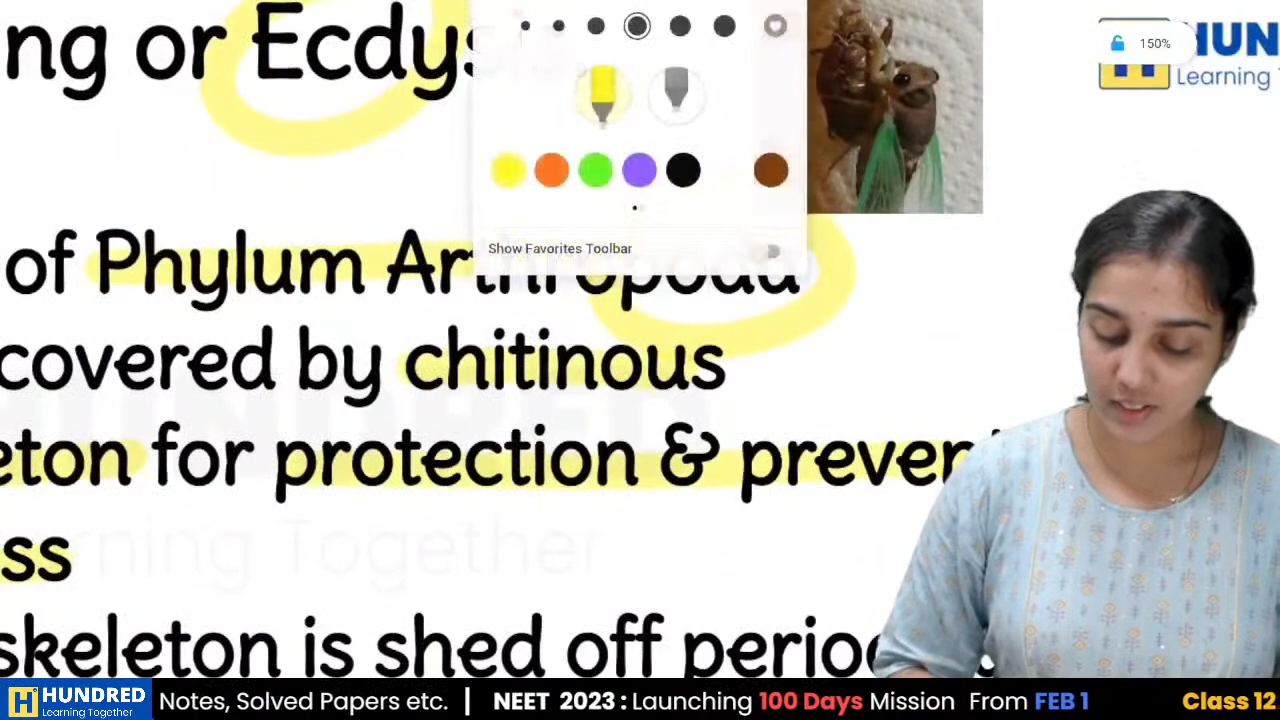 ng or Ecdys
150%
HUN
Learning T
Show Favorites Toolbar
of Phylum Arthropoda
covered by chitinous
eton for protection & preven
ss
rning Together
skeleton is shed off perio
HUNDRED
Learning Together
Notes, Solved Papers etc. | NEET 2023 : Launching 100 Days Mission From FEB 1
Class 12